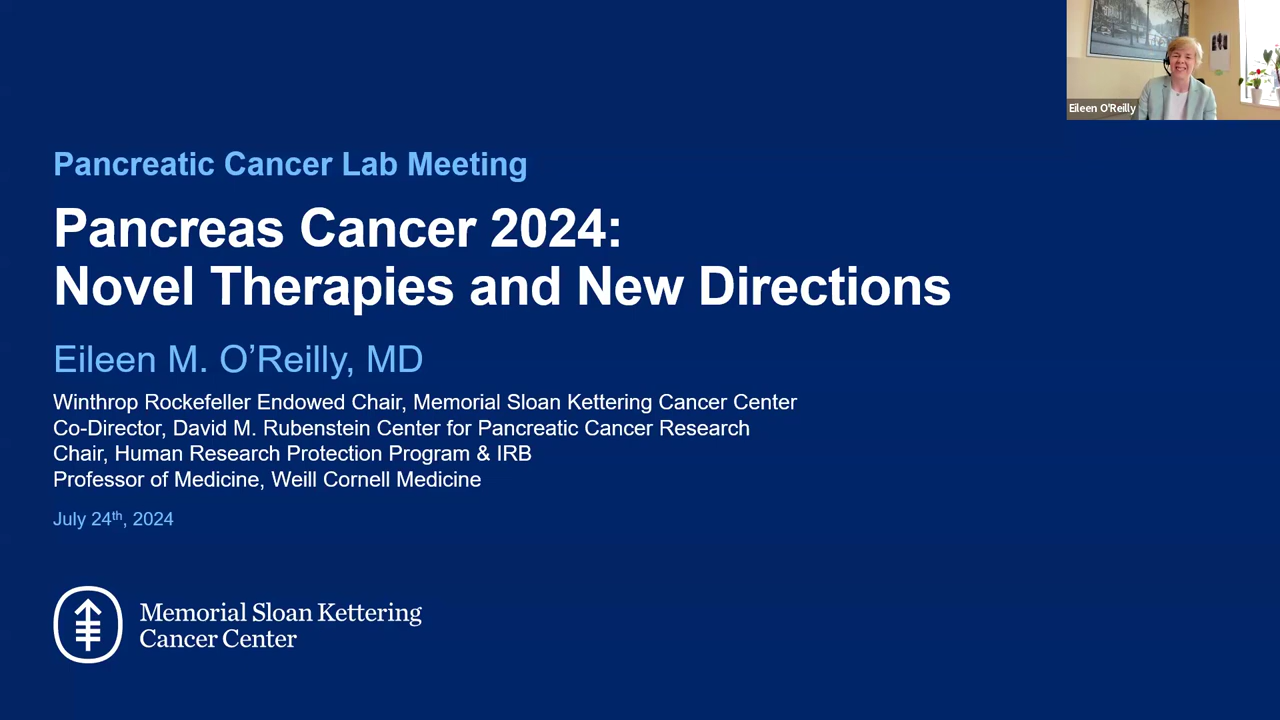 Eileen O'Reilly
Pancreatic Cancer Lab Meeting
Pancreas Cancer 2024:
Novel Therapies and New Directions
Eileen M. O’Reilly, MD
Winthrop Rockefeller Endowed Chair, Memorial Sloan Kettering Cancer Center
Co-Director, David M. Rubenstein Center for Pancreatic Cancer Research
Chair, Human Research Protection Program & IRB
Professor of Medicine, Weill Cornell Medicine
July 24th, 2024
Memorial Sloan Kettering
Cancer Center